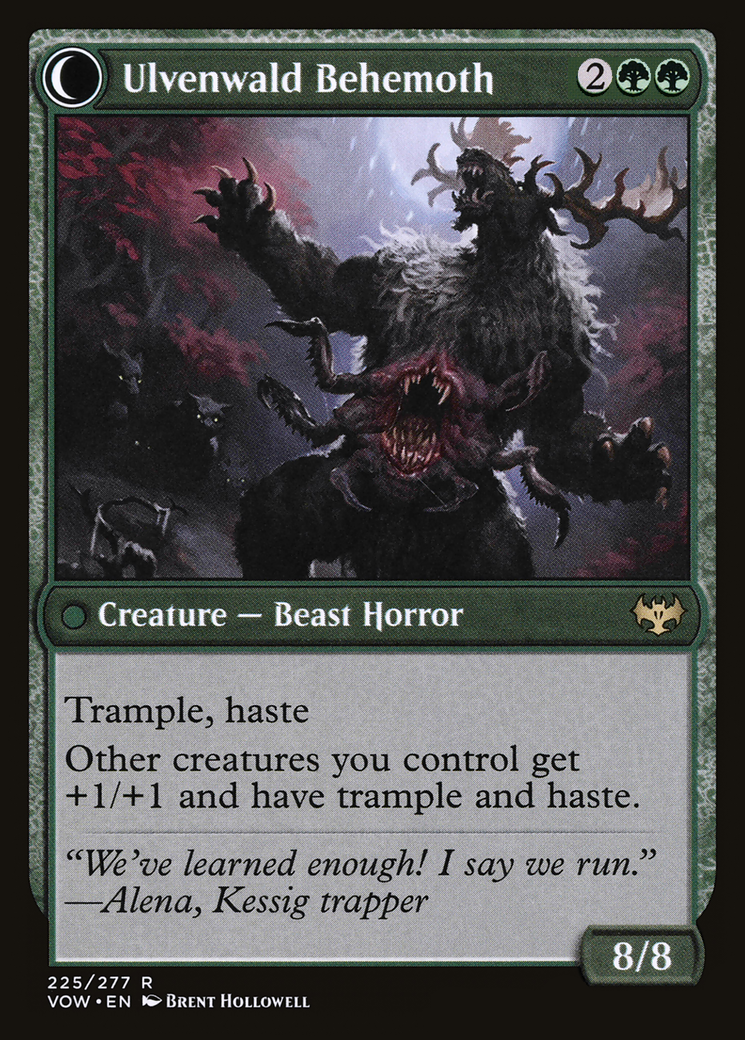 Ulvenwald Behemoth 2
Creature — Beast Horror
Trample, haste
Other creatures you control get
+1/+1 and have trample and haste.
“We’ve learned enough! I say we run.”
—Alena, Kessig trapper
8/8
225/277 R
VOW • EN Brent Hollowell